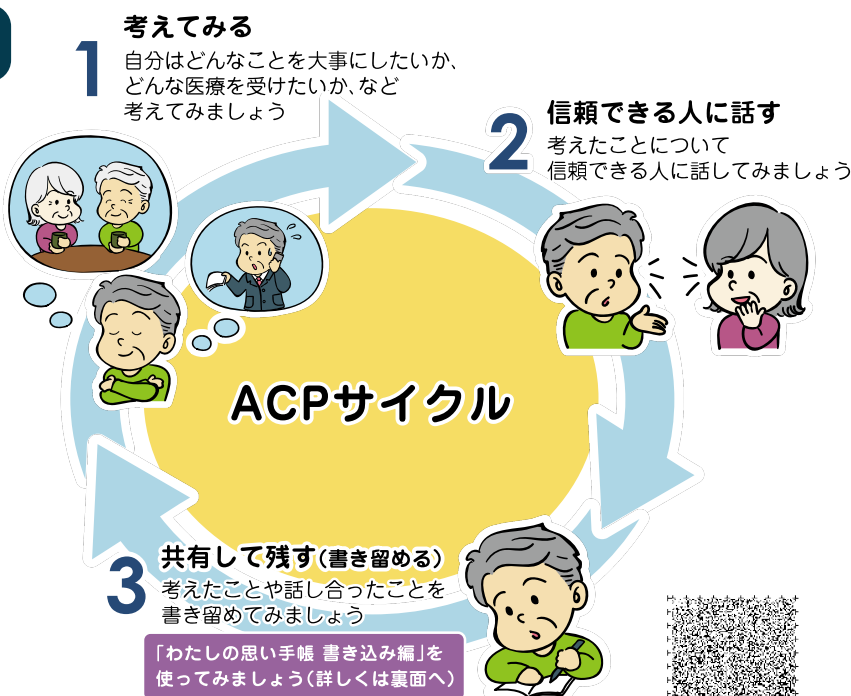 1
考えてみる
自分はどんなことを大事にしたいか、
どんな医療を受けたいか、など
考えてみましょう
2
信頼できる人に話す
考えたことについて
信頼できる人に話してみましょう
ACPサイクル
3
共有して残す(書き留める)
考えたことや話し合ったことを
書き留めてみましょう
「わたしの思い手帳 書き込み編」を
使ってみましょう(詳しくは裏面へ)